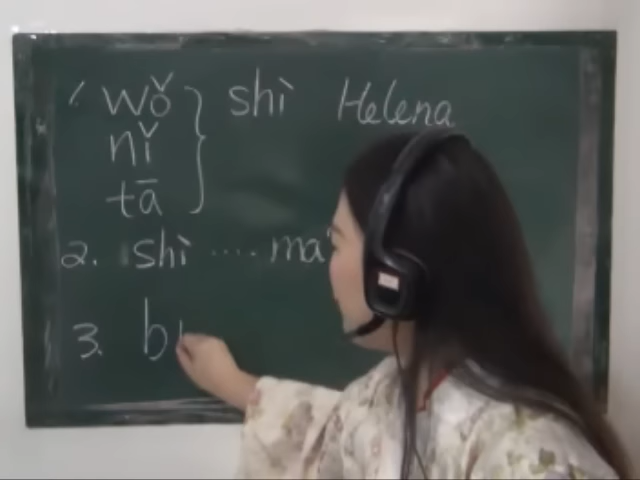 1. wǒ } shì Helena
nǐ
tā
2. shì .... ma
3. b